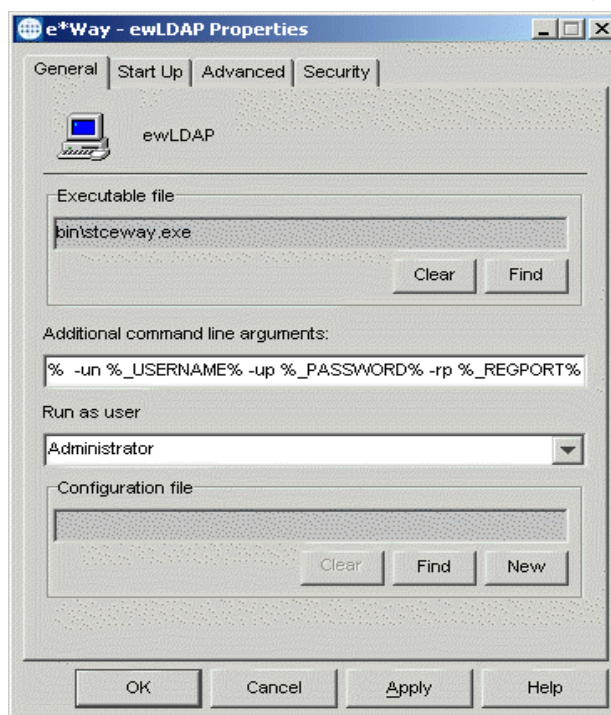 e*Way - ewLDAP Properties
General Start Up Advanced Security
ewLDAP
Executable file
bin\stceway.exe
Clear Find
Additional command line arguments:
% -un %_USERNAME% -up %_PASSWORD% -rp %_REGPORT%
Run as user
Administrator
Configuration file
Clear Find New
OK Cancel Apply Help